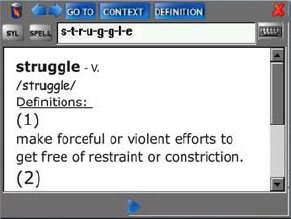 GO TO CONTEXT DEFINITION
SYL SPELL s-t-r-u-g-g-l-e
struggle - v.
/struggle/
Definitions:
(1)
make forceful or violent efforts to
get free of restraint or constriction.
(2)